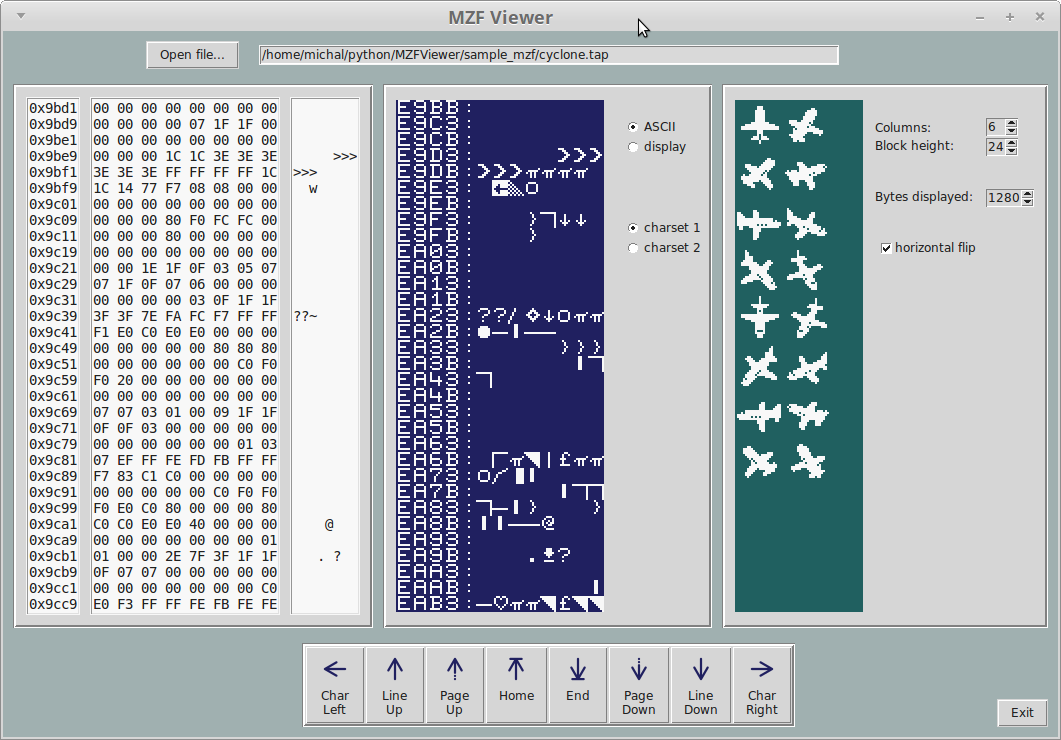 MZF Viewer
Open file...
/home/michal/python/MZFViewer/sample_mzf/cyclone.tap
0x9bd1 00 00 00 00 00 00 00 00
0x9bd9 00 00 00 00 07 1F 1F 00
0x9be1 00 00 00 00 00 00 00 00
0x9be9 00 00 00 1C 1C 3E 3E 3E >>>
0x9bf1 3E 3E 3E FF FF FF FF 1C >>>
0x9bf9 1C 14 77 F7 08 08 00 00 w
0x9c01 00 00 00 00 00 00 00 00
0x9c09 00 00 00 80 F0 FC FC 00
0x9c11 00 00 00 80 00 00 00 00
0x9c19 00 00 00 00 00 00 00 00
0x9c21 00 00 1E 1F 0F 03 05 07
0x9c29 07 1F 0F 07 06 00 00 00
0x9c31 00 00 00 00 03 0F 1F 1F
0x9c39 3F 3F 7E FA FC F7 FF FF ??~
0x9c41 F1 E0 C0 E0 E0 00 00 00
0x9c49 00 00 00 00 00 80 80 80
0x9c51 00 00 00 00 00 00 C0 F0
0x9c59 F0 20 00 00 00 00 00 00
0x9c61 00 00 00 00 00 00 00 00
0x9c69 07 07 03 01 00 09 1F 1F
0x9c71 0F 0F 03 00 00 00 00 00
0x9c79 00 00 00 00 00 00 01 03
0x9c81 07 EF FF FE FD FB FF FF
0x9c89 F7 83 C1 C0 00 00 00 00
0x9c91 00 00 00 00 00 C0 F0 F0
0x9c99 F0 E0 C0 80 00 00 00 80
0x9ca1 C0 C0 E0 E0 40 00 00 00 @
0x9ca9 00 00 00 00 00 00 00 01
0x9cb1 01 00 00 2E 7F 3F 1F 1F . ?
0x9cb9 0F 07 07 00 00 00 00 00
0x9cc1 00 00 00 00 00 00 00 C0
0x9cc9 E0 F3 FF FF FE FB FE FE
E9BB :
E9C3 :
E9CB :
E9D3 : >>>
E9DB : >>>ππππ
E9E3 :
E9EB :
E9F3 :
E9FB :
EA03 :
EA0B :
EA13 :
EA1B :
EA23 : ??/
EA2B :
EA33 :
EA3B :
EA43 :
EA4B :
EA53 :
EA5B :
EA63 :
EA6B :
EA73 :
EA7B :
EA83 :
EA8B : @
EA93 :
EA9B : . ?
EAA3 :
EAAB :
EAB3 :
ASCII
display
charset 1
charset 2
Columns: 6
Block height: 24
Bytes displayed: 1280
horizontal flip
Char Left
Line Up
Page Up
Home
End
Page Down
Line Down
Char Right
Exit